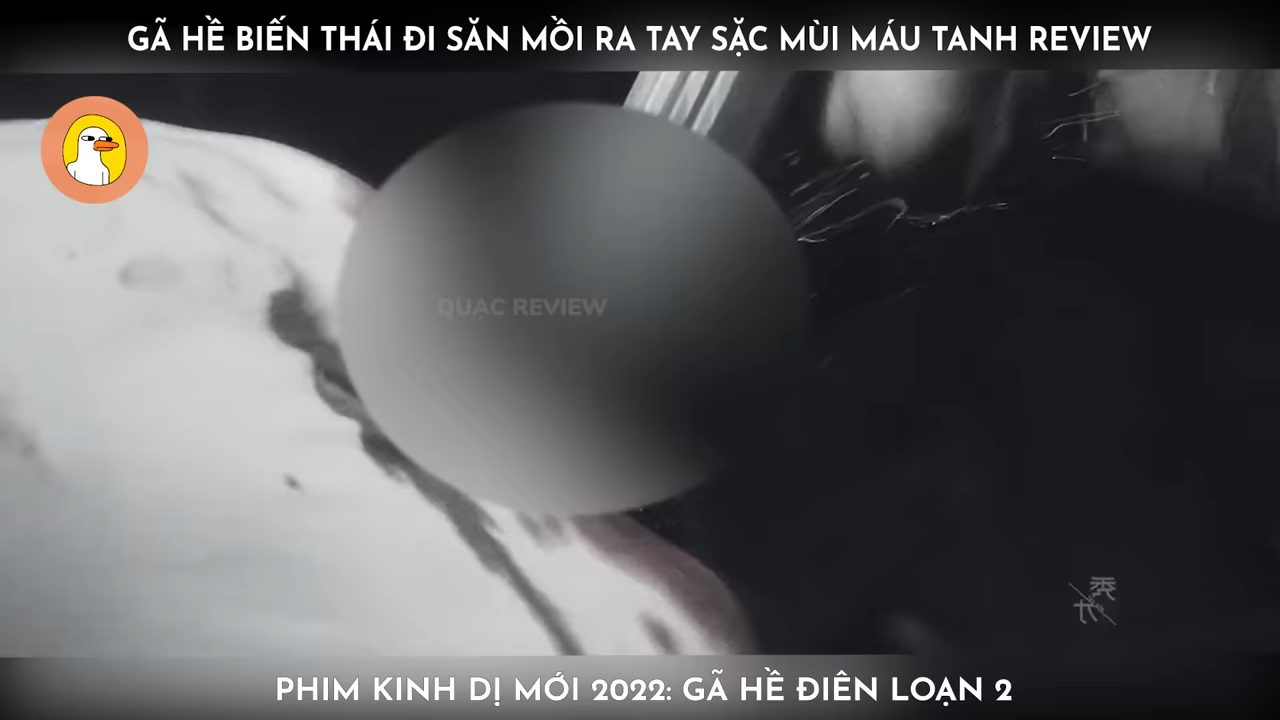 GÃ HỀ BIẾN THÁI ĐI SĂN MỒI RA TAY SẶC MÙI MÁU TANH REVIEW
QUẠC REVIEW
PHIM KINH DỊ MỚI 2022: GÃ HỀ ĐIÊN LOẠN 2